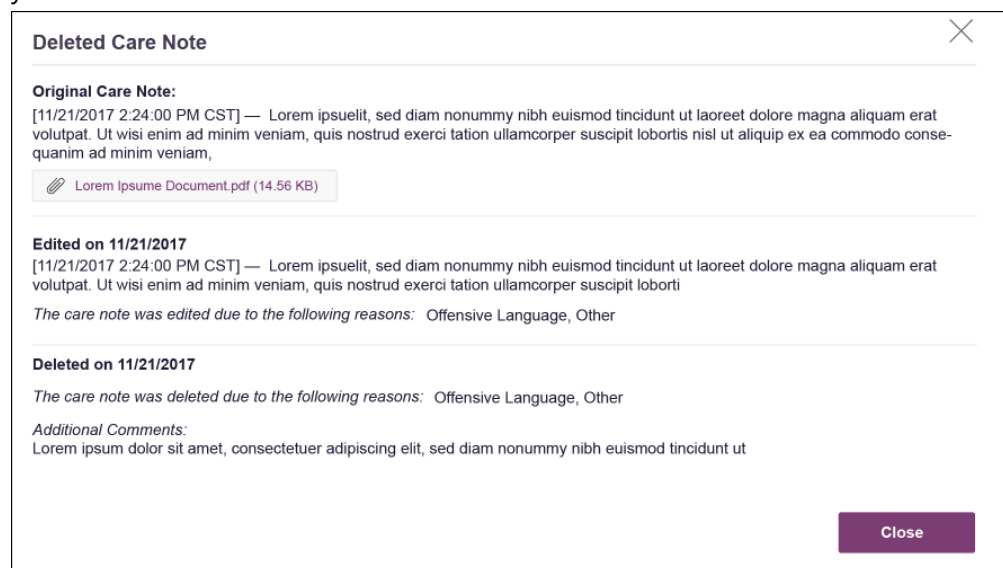 Deleted Care Note
Original Care Note:
[11/21/2017 2:24:00 PM CST] — Lorem ipsuelit, sed diam nonummy nibh euismod tincidunt ut laoreet dolore magna aliquam erat
volutpat. Ut wisi enim ad minim veniam, quis nostrud exerci tation ullamcorper suscipit lobortis nisl ut aliquip ex ea commodo conse-
quanim ad minim veniam,
Lorem Ipsume Document.pdf (14.56 KB)
Edited on 11/21/2017
[11/21/2017 2:24:00 PM CST] — Lorem ipsuelit, sed diam nonummy nibh euismod tincidunt ut laoreet dolore magna aliquam erat
volutpat. Ut wisi enim ad minim veniam, quis nostrud exerci tation ullamcorper suscipit loborti
The care note was edited due to the following reasons: Offensive Language, Other
Deleted on 11/21/2017
The care note was deleted due to the following reasons: Offensive Language, Other
Additional Comments:
Lorem ipsum dolor sit amet, consectetuer adipiscing elit, sed diam nonummy nibh euismod tincidunt ut
Close